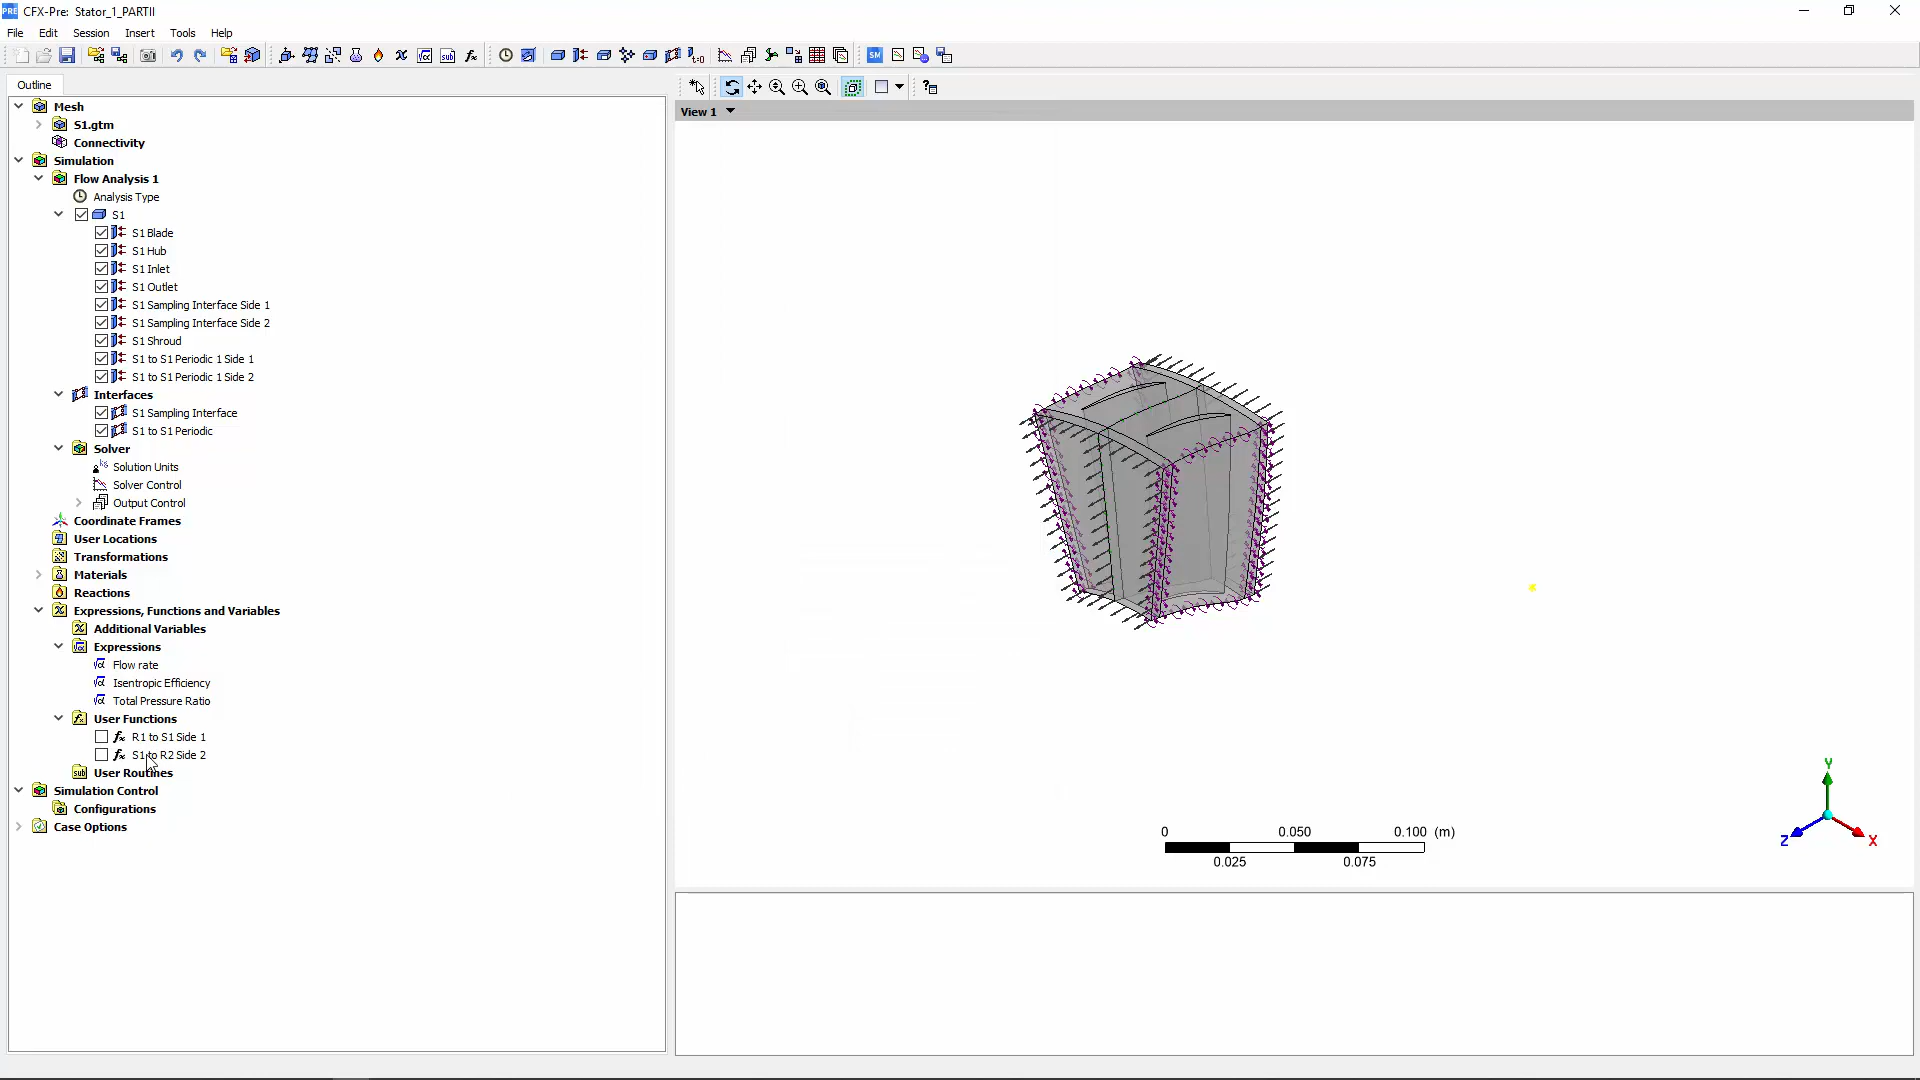 PRE CFX-Pre: Stator_1_PARTII
File Edit Session Insert Tools Help
Outline
Mesh
S1.gtm
Connectivity
Simulation
Flow Analysis 1
Analysis Type
S1
S1 Blade
S1 Hub
S1 Inlet
S1 Outlet
S1 Sampling Interface Side 1
S1 Sampling Interface Side 2
S1 Shroud
S1 to S1 Periodic 1 Side 1
S1 to S1 Periodic 1 Side 2
Interfaces
S1 Sampling Interface
S1 to S1 Periodic
Solver
Solution Units
Solver Control
Output Control
Coordinate Frames
User Locations
Transformations
Materials
Reactions
Expressions, Functions and Variables
Additional Variables
Expressions
Flow rate
Isentropic Efficiency
Total Pressure Ratio
User Functions
R1 to S1 Side 1
S1 to R2 Side 2
User Routines
Simulation Control
Configurations
Case Options
View 1
0 0.050 0.100 (m)
0.025 0.075
Y
Z X